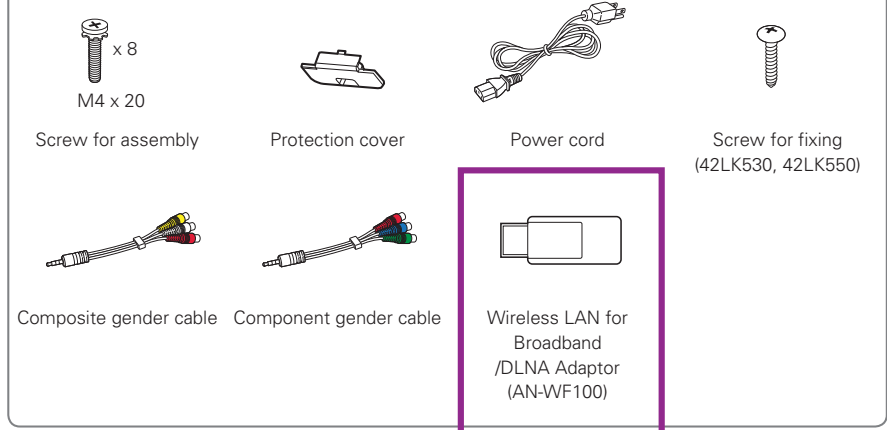 x 8
M4 x 20
Screw for assembly
Protection cover
Power cord
Screw for fixing
(42LK530, 42LK550)
Composite gender cable
Component gender cable
Wireless LAN for
Broadband
/DLNA Adaptor
(AN-WF100)